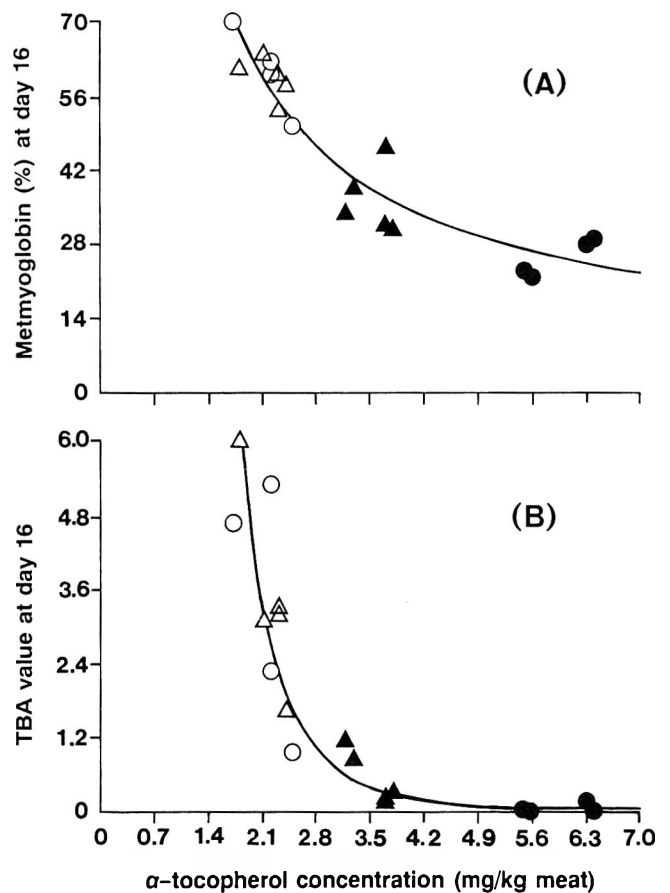 Metmyoglobin (%) at day 16
70
56
42
28
14
0
(A)
TBA value at day 16
6.0
4.8
3.6
2.4
1.2
0
(B)
0 0.7 1.4 2.1 2.8 3.5 4.2 4.9 5.6 6.3 7.0
α-tocopherol concentration (mg/kg meat)